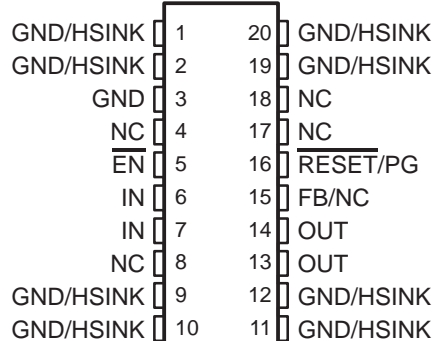 GND/HSINK 1 20 GND/HSINK
GND/HSINK 2 19 GND/HSINK
GND 3 18 NC
NC 4 17 NC
E̅N̅ 5 16 R̅E̅S̅E̅T̅/PG
IN 6 15 FB/NC
IN 7 14 OUT
NC 8 13 OUT
GND/HSINK 9 12 GND/HSINK
GND/HSINK 10 11 GND/HSINK